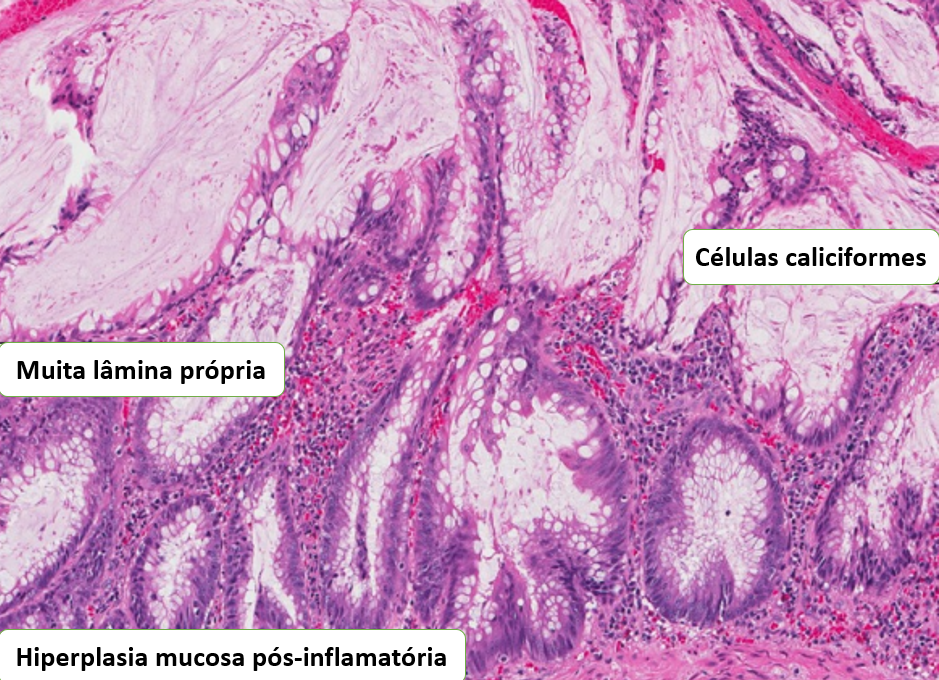 Células caliciformes
Muita lâmina própria
Hiperplasia mucosa pós-inflamatória